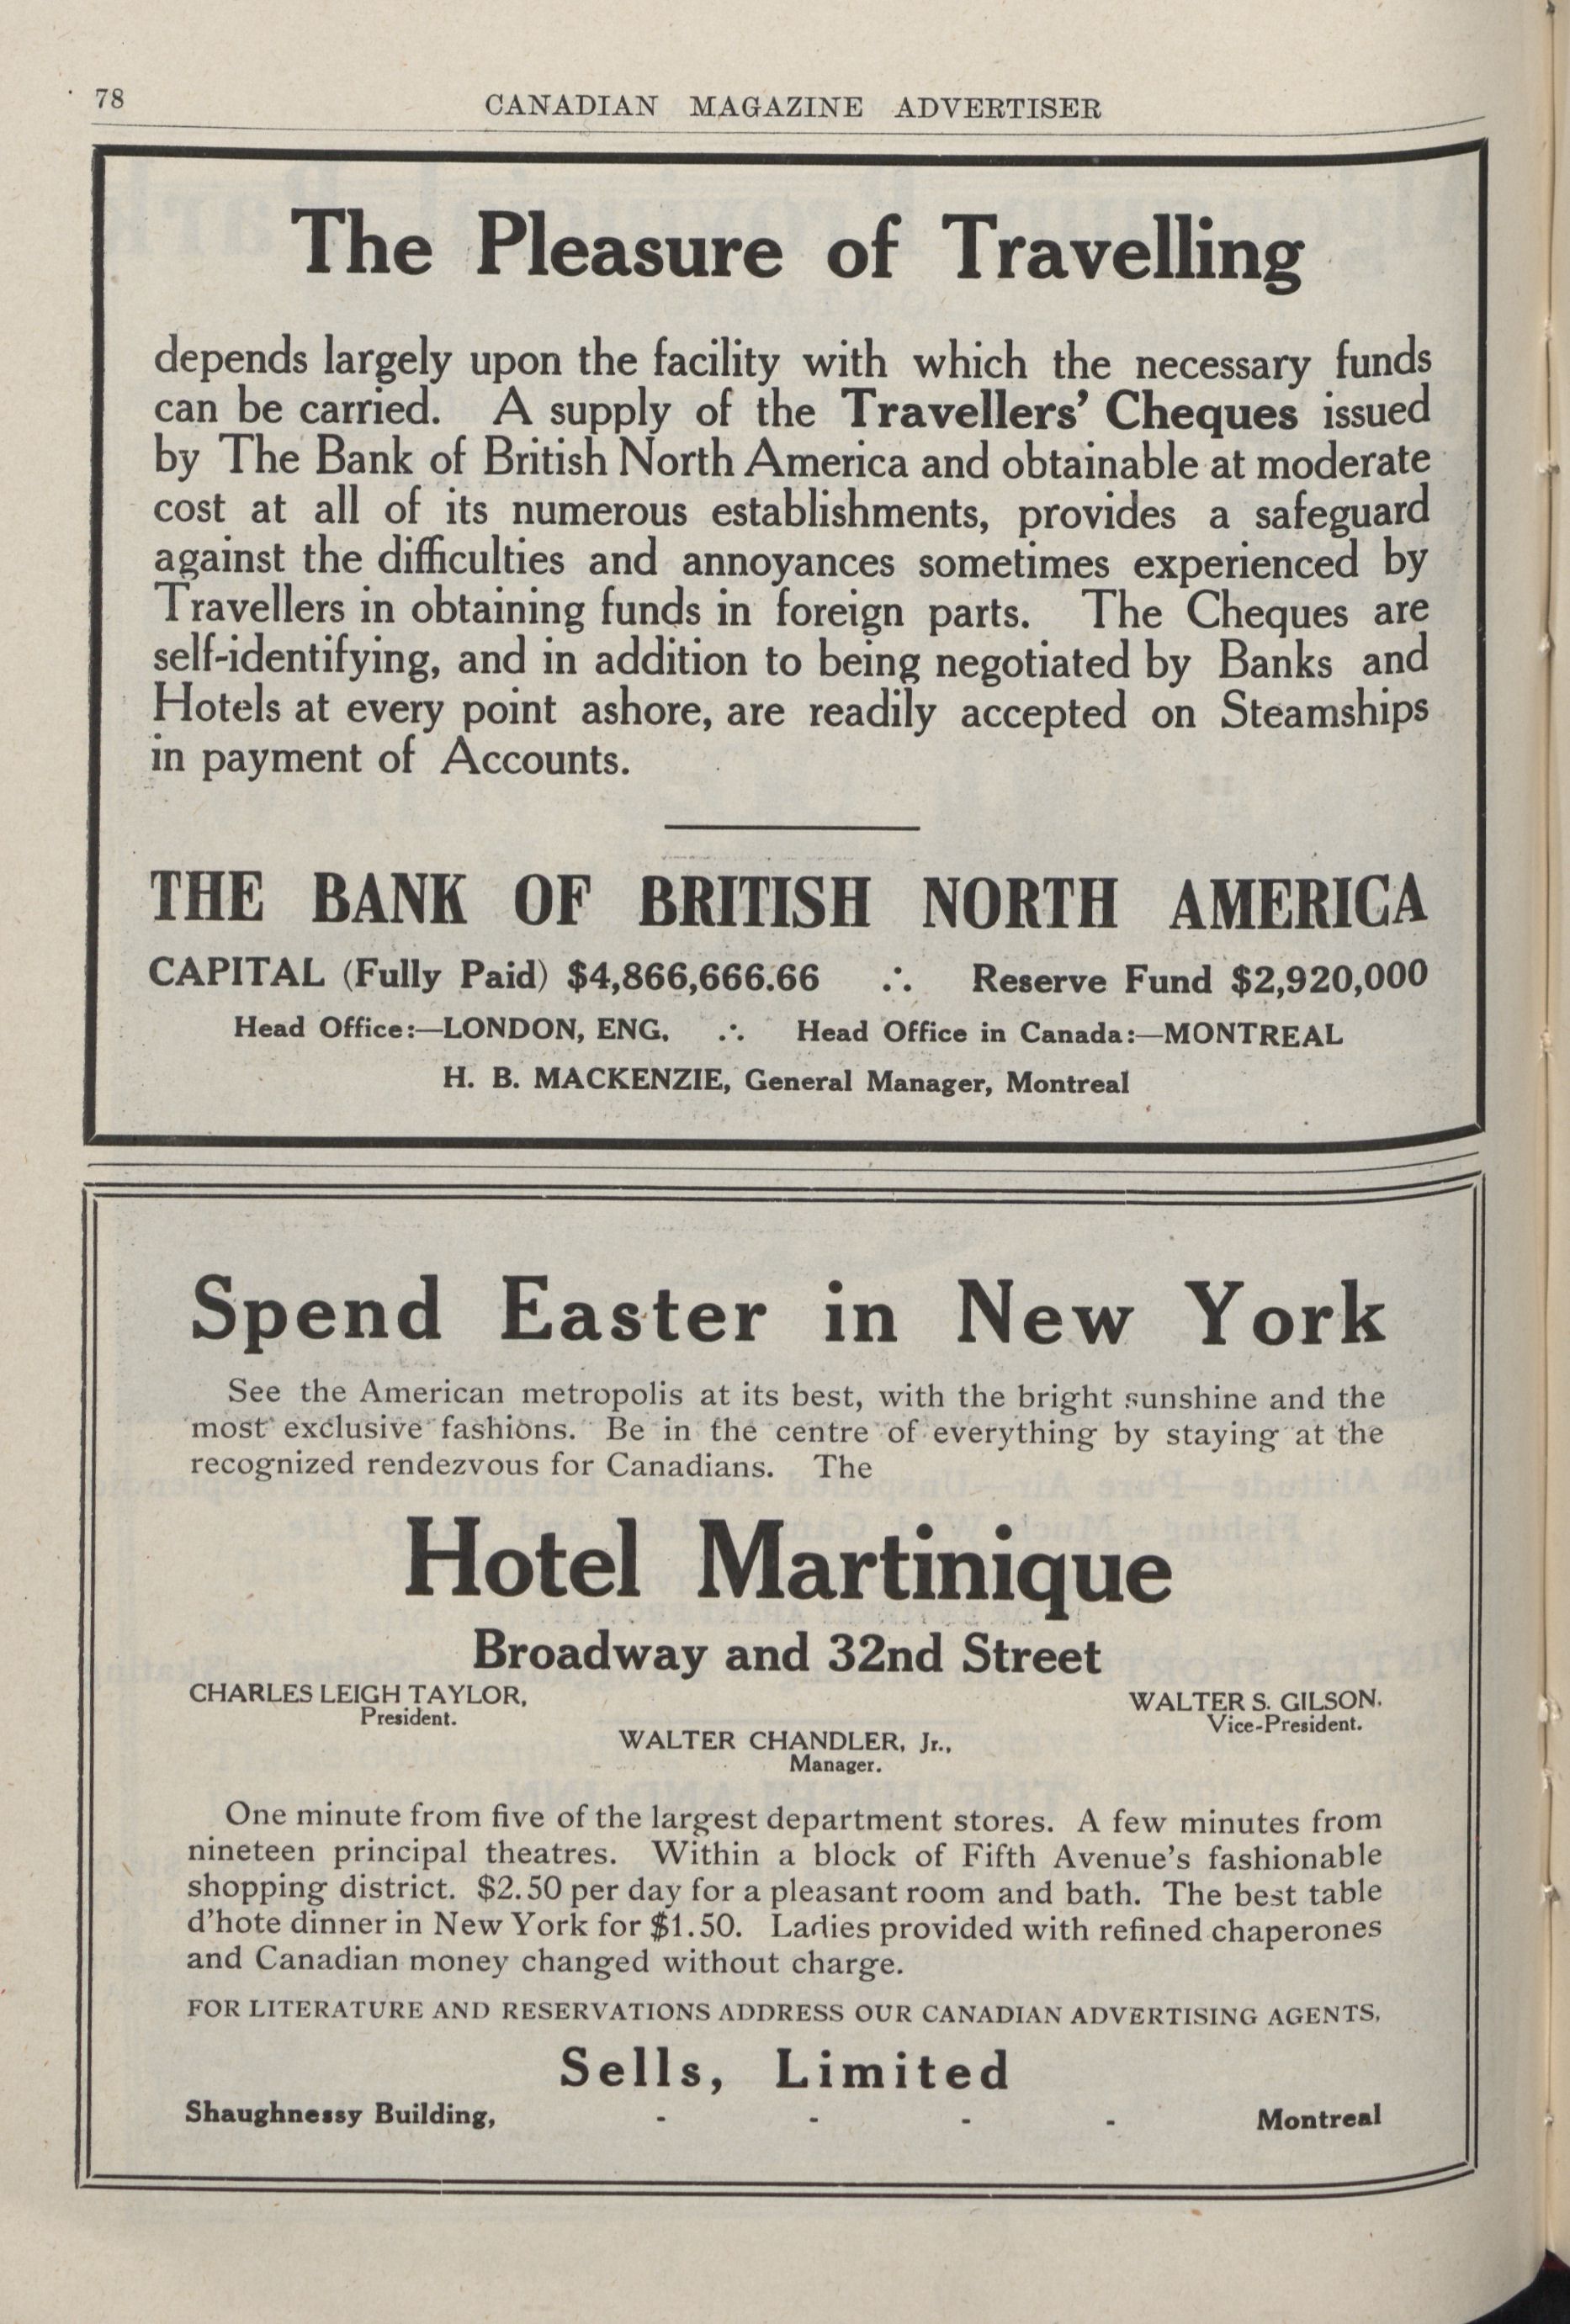 78
CANADIAN MAGAZINE ADVERTISER
The Pleasure of Travelling
depends largely upon the facility with which the necessary funds
can be carried. A supply of the Travellers' Cheques issued
by The Bank of British North America and obtainable at moderate
cost at all of its numerous establishments, provides a safeguard
against the difficulties and annoyances sometimes experienced by
Travellers in obtaining funds in foreign parts. The Cheques are
self-identifying, and in addition to being negotiated by Banks and
Hotels at every point ashore, are readily accepted on Steamships
in payment of Accounts.
THE BANK OF BRITISH NORTH AMERICA
CAPITAL (Fully Paid) $4,866,666.66 ∴ Reserve Fund $2,920,000
Head Office:—LONDON, ENG. ∴ Head Office in Canada:—MONTREAL
H. B. MACKENZIE, General Manager, Montreal
Spend Easter in New York
See the American metropolis at its best, with the bright sunshine and the
most exclusive fashions. Be in the centre of everything by staying at the
recognized rendezvous for Canadians. The
Hotel Martinique
Broadway and 32nd Street
CHARLES LEIGH TAYLOR,
President.
WALTER S. GILSON.
Vice-President.
WALTER CHANDLER, Jr.,
Manager.
One minute from five of the largest department stores. A few minutes from
nineteen principal theatres. Within a block of Fifth Avenue's fashionable
shopping district. $2.50 per day for a pleasant room and bath. The best table
d'hote dinner in New York for $1.50. Ladies provided with refined chaperones
and Canadian money changed without charge.
FOR LITERATURE AND RESERVATIONS ADDRESS OUR CANADIAN ADVERTISING AGENTS,
Sells, Limited
Shaughnessy Building, - - - - Montreal